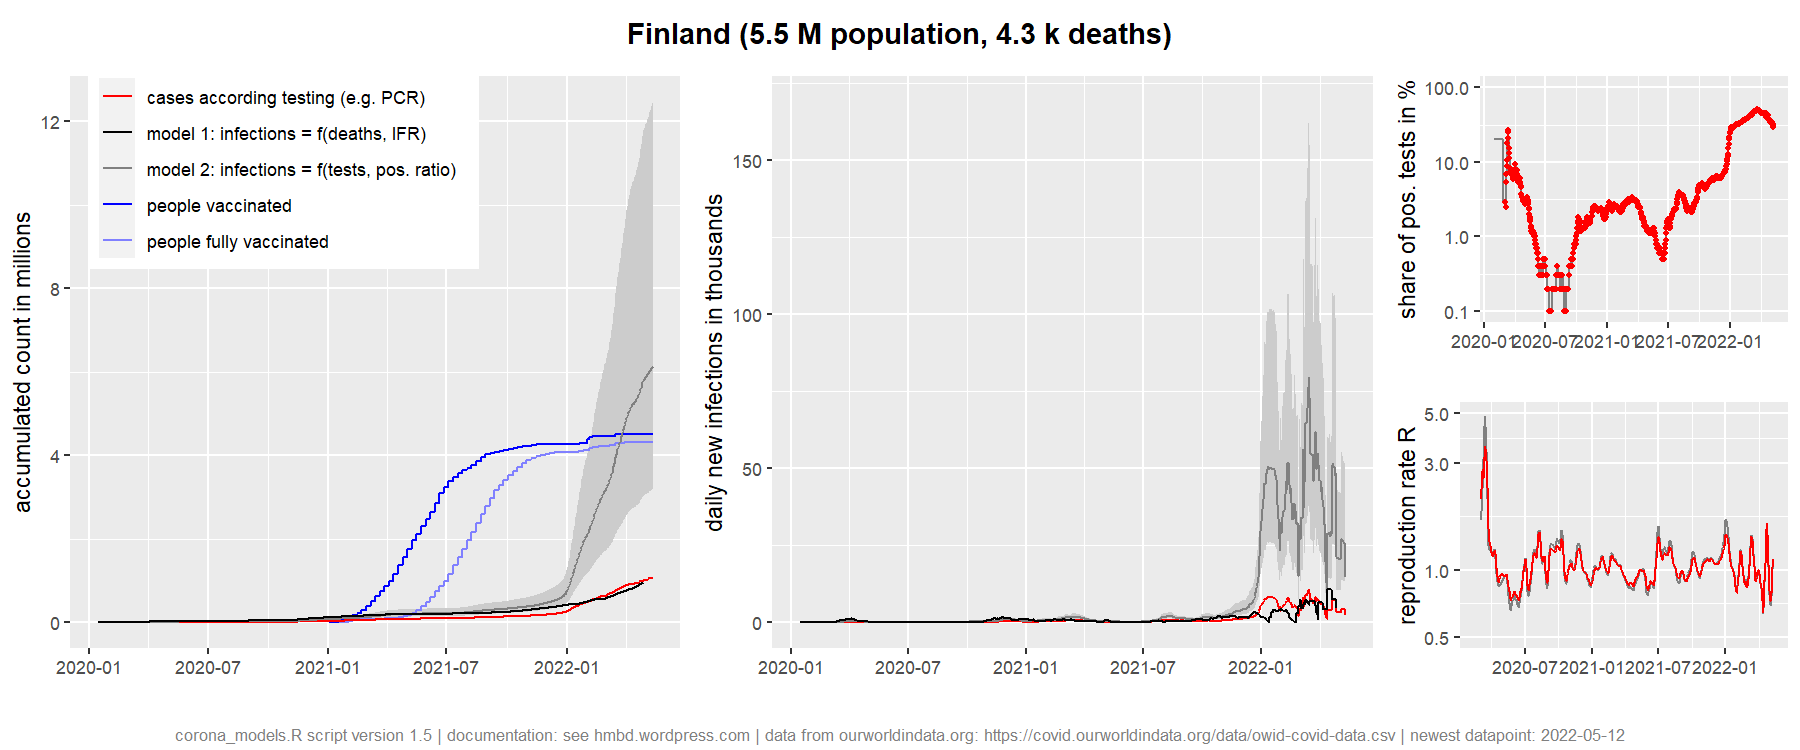 Finland (5.5 M population, 4.3 k deaths)
accumulated count in millions
12
8
4
0
cases according testing (e.g. PCR)
model 1: infections = f(deaths, IFR)
model 2: infections = f(tests, pos. ratio)
people vaccinated
people fully vaccinated
2020-01 2020-07 2021-01 2021-07 2022-01
daily new infections in thousands
150
100
50
0
2020-01 2020-07 2021-01 2021-07 2022-01
share of pos. tests in %
100.0
10.0
1.0
0.1
2020-01 2020-07 2021-01 2021-07 2022-01
reproduction rate R
5.0
3.0
1.0
0.5
2020-07 2021-01 2021-07 2022-01
corona_models.R script version 1.5 | documentation: see hmbd.wordpress.com | data from ourworldindata.org: https://covid.ourworldindata.org/data/owid-covid-data.csv | newest datapoint: 2022-05-12